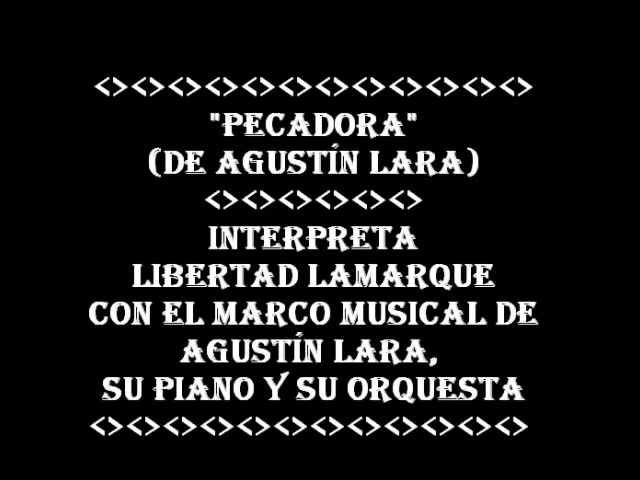 <><><><><><><><><><><><>
"PECADORA"
(DE AGUSTÍN LARA)
<><><><><><>
INTERPRETA
LIBERTAD LAMARQUE
CON EL MARCO MUSICAL DE
AGUSTÍN LARA,
SU PIANO Y SU ORQUESTA
<><><><><><><><><><><><>